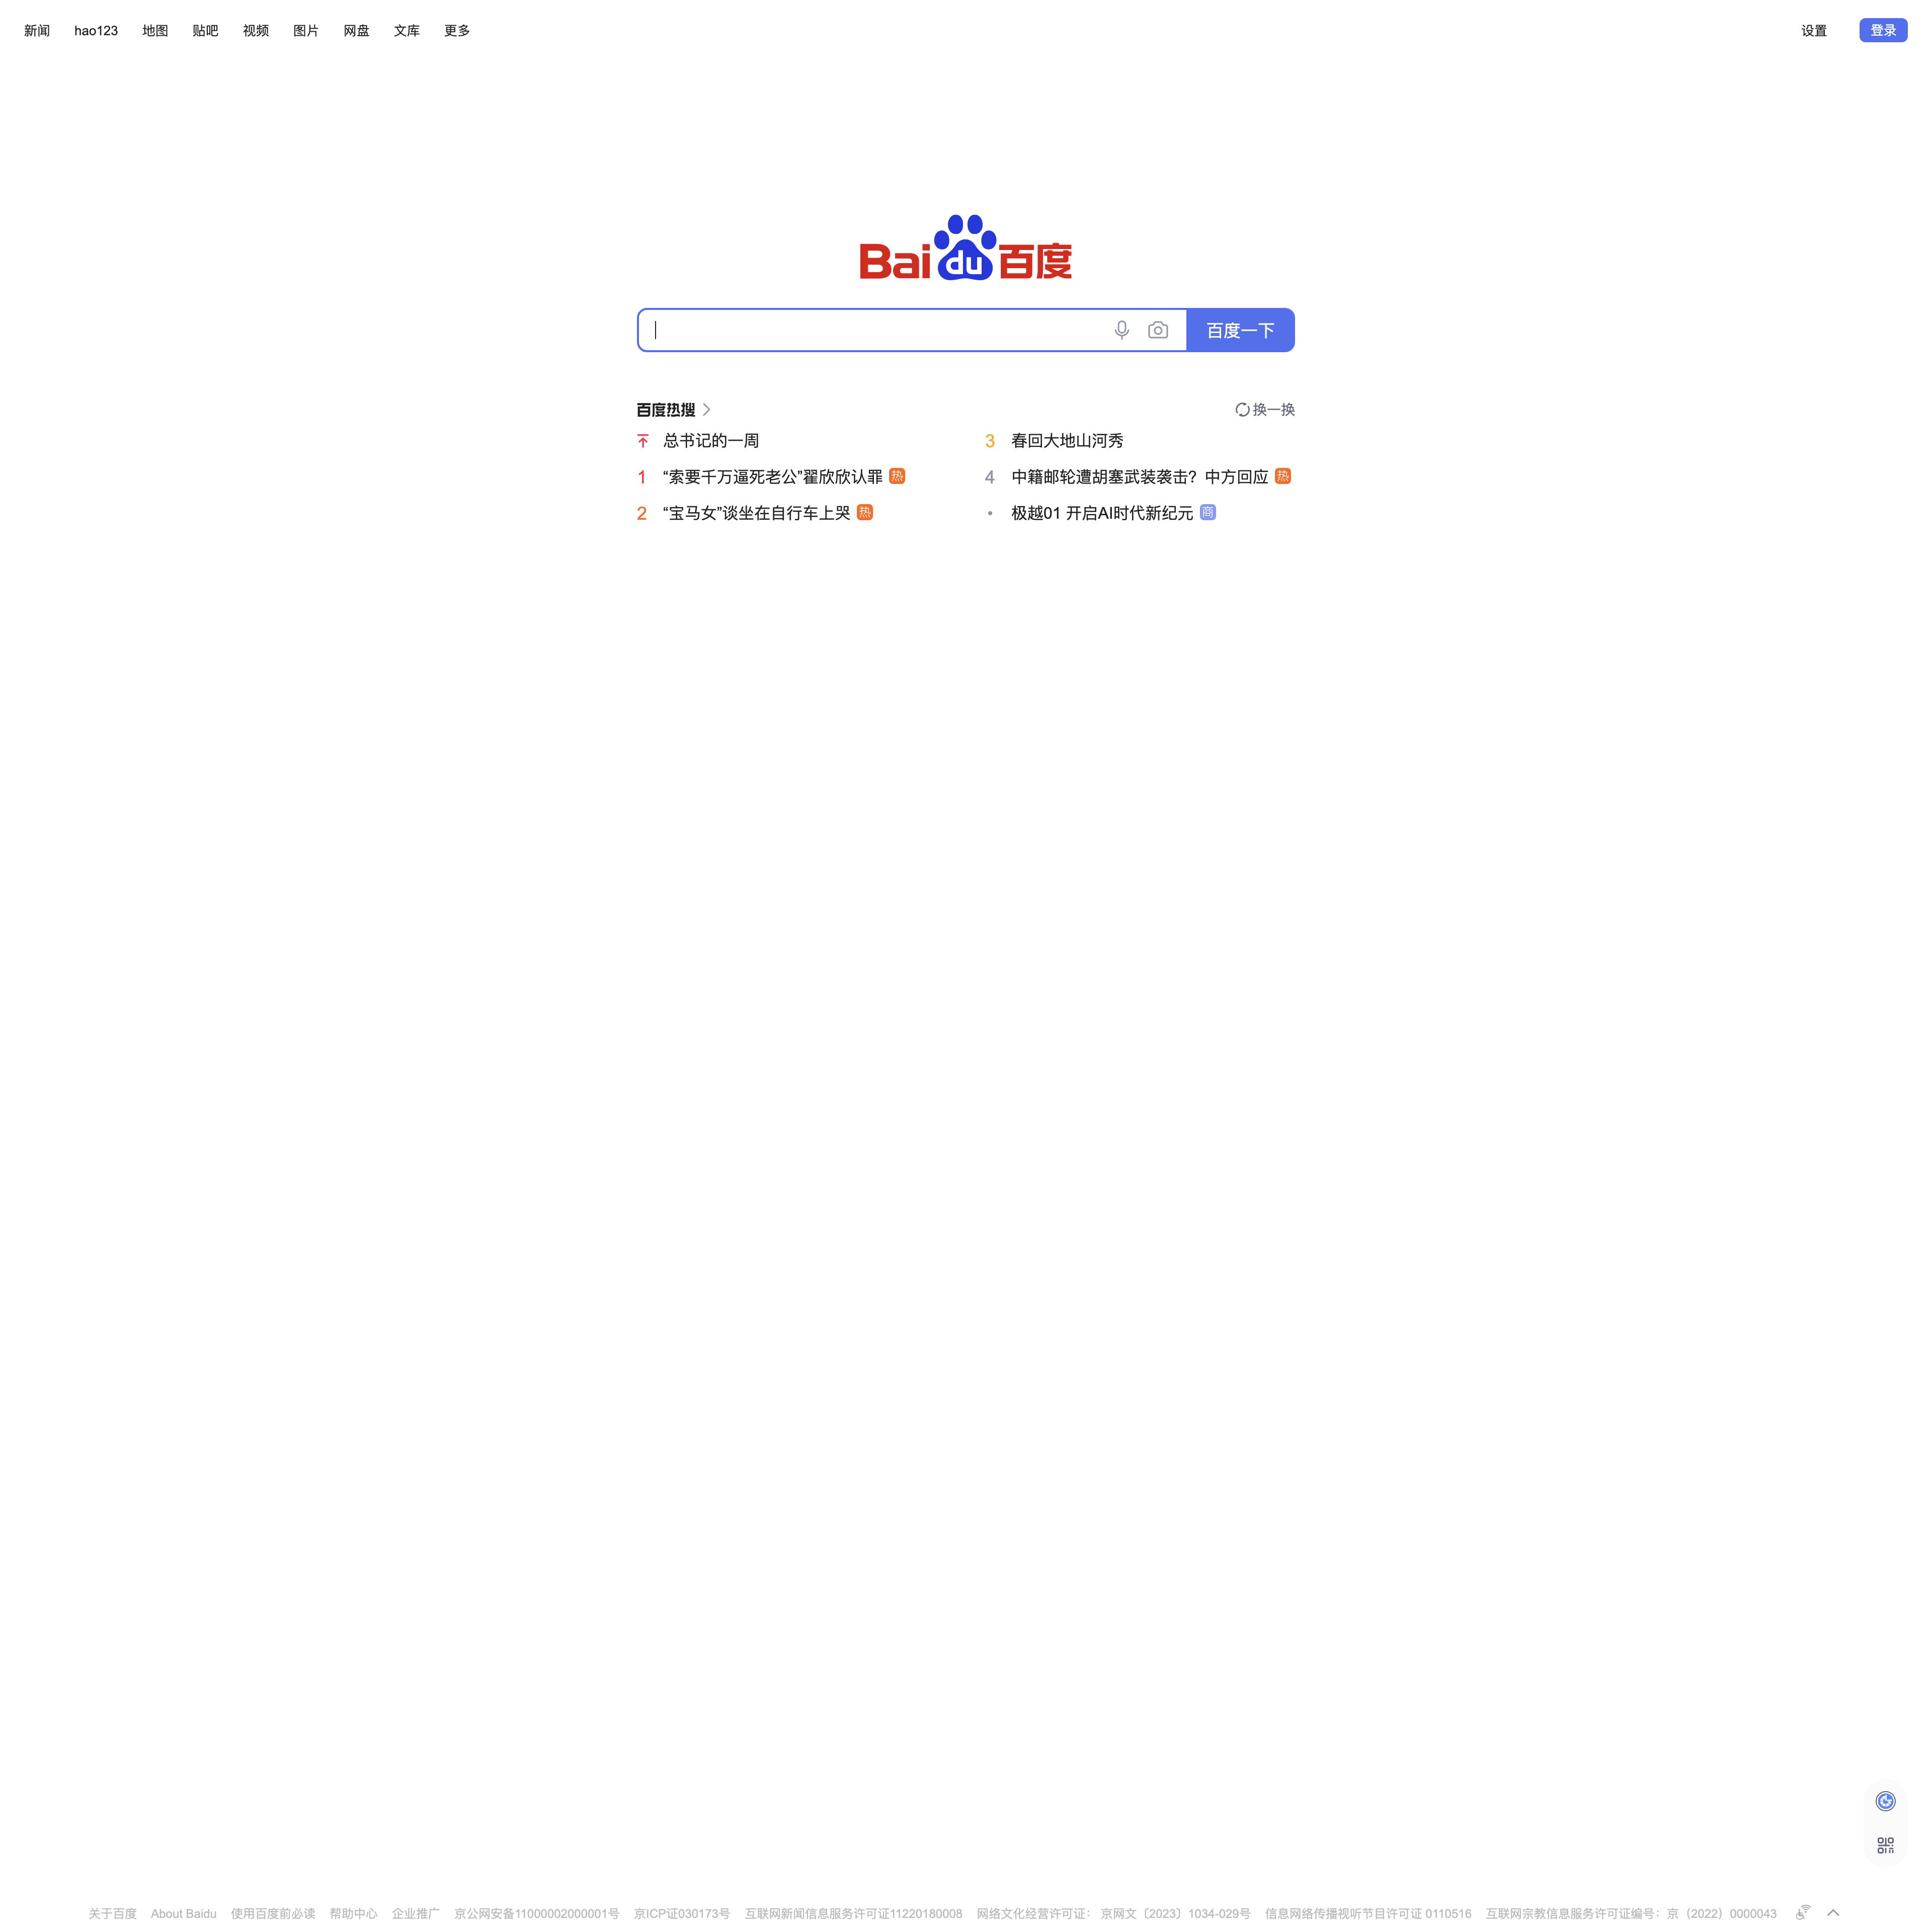 新闻 hao123 地图 贴吧 视频 图片 网盘 文库 更多 设置 登录
Bai du 百度
百度一下
百度热搜 换一换
总书记的一周
1 “索要千万逼死老公”翟欣欣认罪 热
2 “宝马女”谈坐在自行车上哭 热
3 春回大地山河秀
4 中籍邮轮遭胡塞武装袭击？中方回应 热
• 极越01 开启AI时代新纪元 商
关于百度 About Baidu 使用百度前必读 帮助中心 企业推广 京公网安备11000002000001号 京ICP证030173号 互联网新闻信息服务许可证11220180008 网络文化经营许可证： 京网文〔2023〕1034-029号 信息网络传播视听节目许可证 0110516 互联网宗教信息服务许可证编号：京（2022）0000043